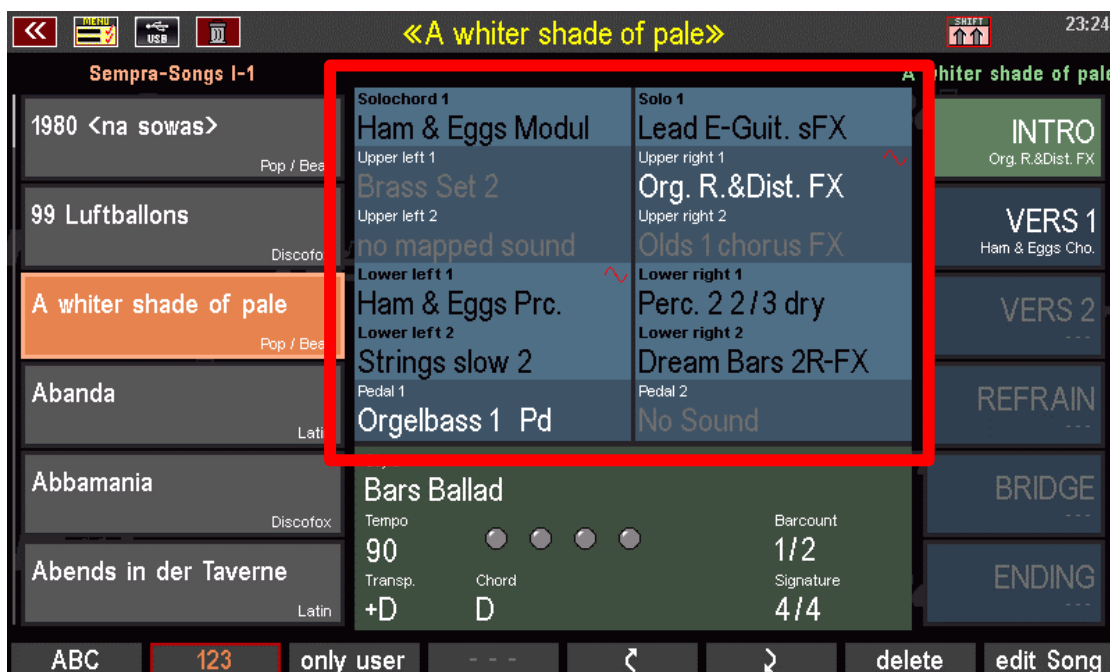 MENU
USB
«A whiter shade of pale»
SHIFT
23:24
Sempra-Songs I-1
A whiter shade of pale
1980 <na sowas>
Pop / Bea
99 Luftballons
Discofo
A whiter shade of pale
Pop / Bea
Abanda
Lati
Abbamania
Discofox
Abends in der Taverne
Latin
Solochord 1
Ham & Eggs Modul
Solo 1
Lead E-Guit. sFX
Upper left 1
Brass Set 2
Upper right 1
Org. R.&Dist. FX
Upper left 2
no mapped sound
Upper right 2
Olds 1 chorus FX
Lower left 1
Ham & Eggs Prc.
Lower right 1
Perc. 2 2/3 dry
Lower left 2
Strings slow 2
Lower right 2
Dream Bars 2R-FX
Pedal 1
Orgelbass 1 Pd
Pedal 2
No Sound
Bars Ballad
Tempo
90
Barcount
1/2
Transp.
+D
Chord
D
Signature
4/4
INTRO
Org. R.&Dist. FX
VERS 1
Ham & Eggs Cho.
VERS 2
- - -
REFRAIN
- - -
BRIDGE
- - -
ENDING
- - -
ABC
123
only user
- - -
delete
edit Song